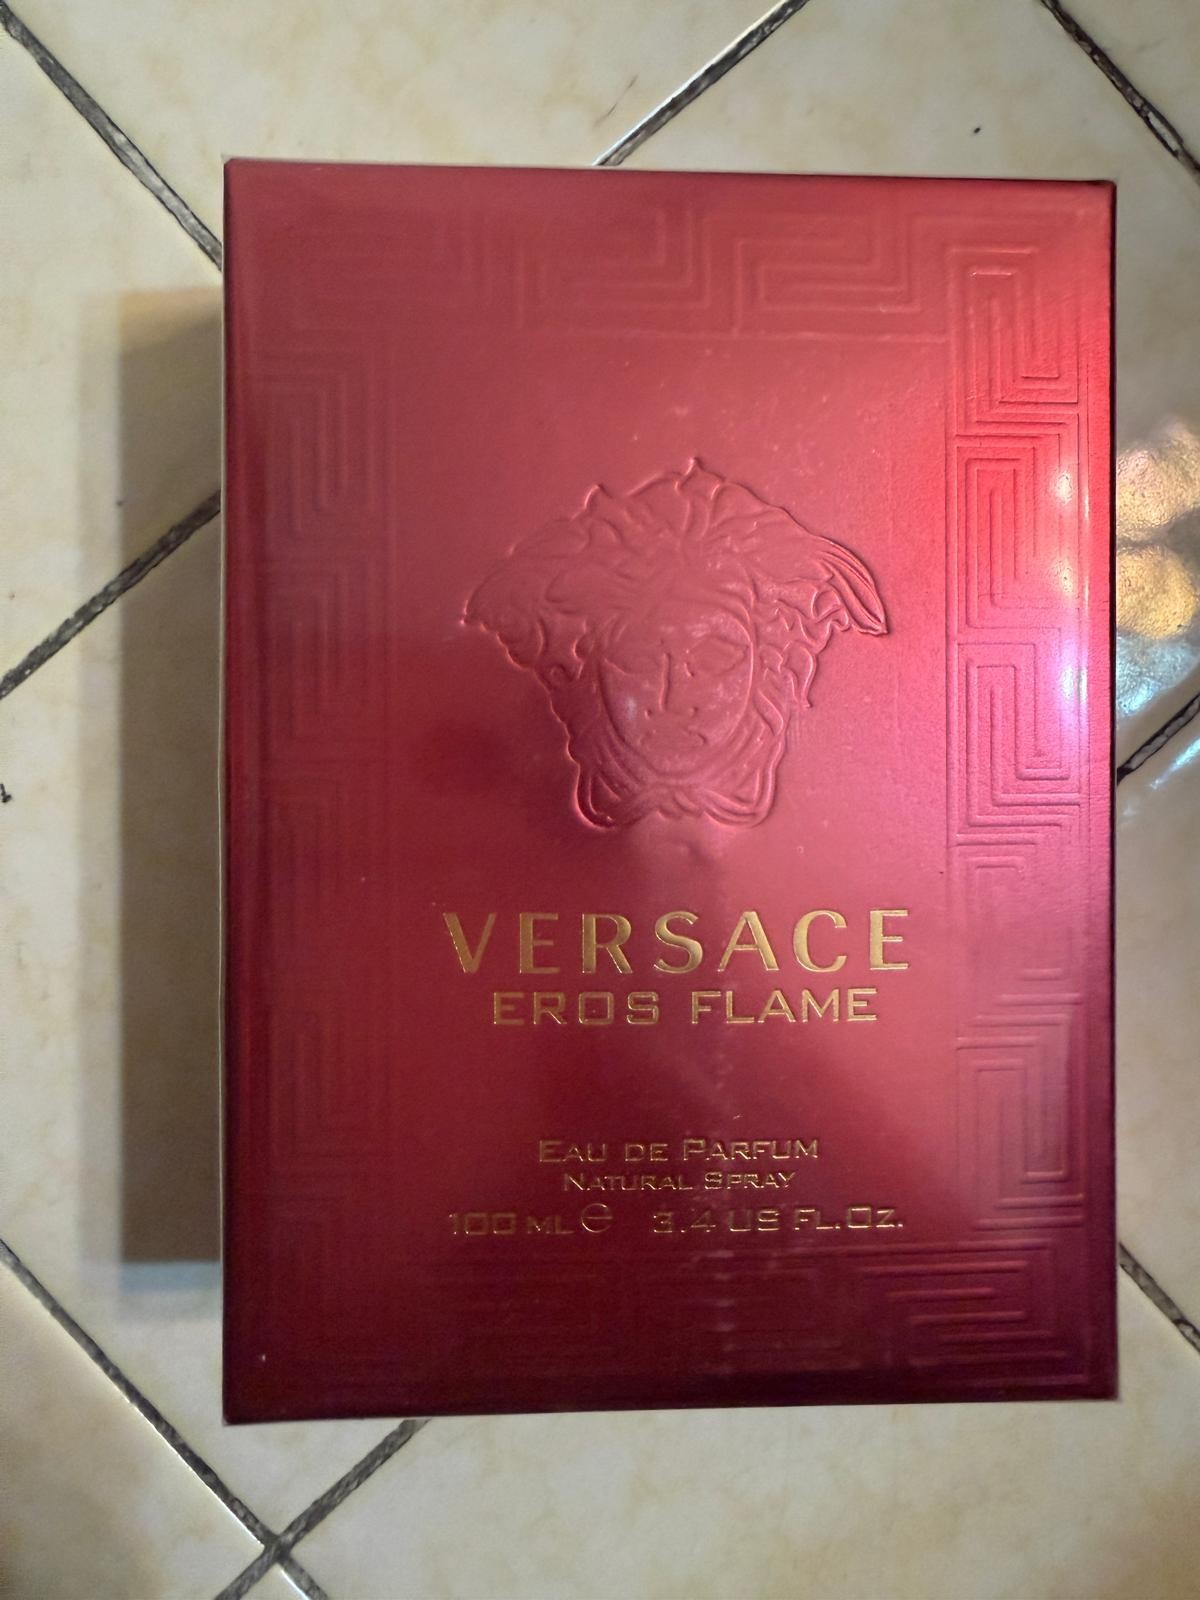 VERSACE
EROS FLAME
EAU DE PARFUM
NATURAL SPRAY
100 ML ℮ 3.4 US FL.OZ.